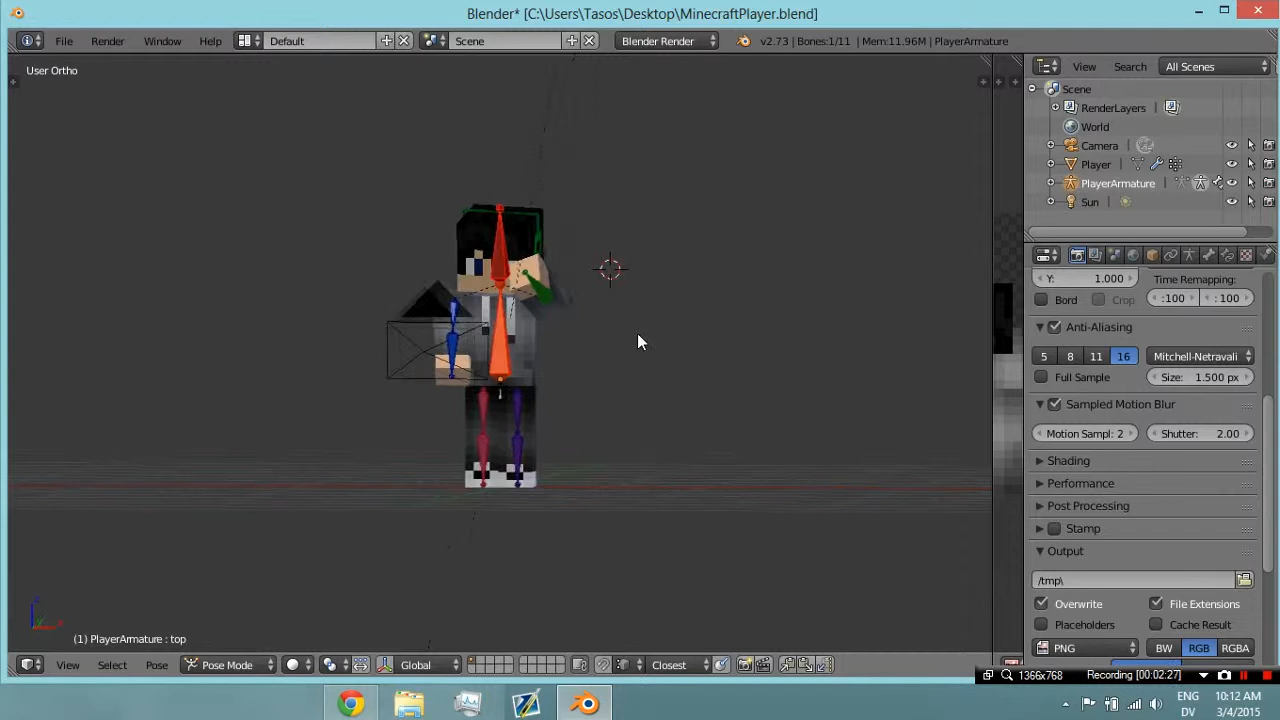 Blender* [C:\Users\Tasos\Desktop\MinecraftPlayer.blend]
File Render Window Help Default Scene Blender Render v2.73 | Bones:1/11 | Mem:11.96M | PlayerArmature
View Search All Scenes
User Ortho
Scene
RenderLayers
World
Camera
Player
PlayerArmature
Sun
Y: 1.000 Time Remapping:
Bord Crop :100 : 100
Anti-Aliasing
5 8 11 16 Mitchell-Netravali
Full Sample Size: 1.500 px
Sampled Motion Blur
Motion Sampl: 2 Shutter: 2.00
Shading
Performance
Post Processing
Stamp
Output
/tmp\
Overwrite File Extensions
Placeholders Cache Result
PNG BW RGB RGBA
(1) PlayerArmature : top
View Select Pose Pose Mode Global Closest
1366x768 Recording [00:02:27]
ENG 10:12 AM
DV 3/4/2015